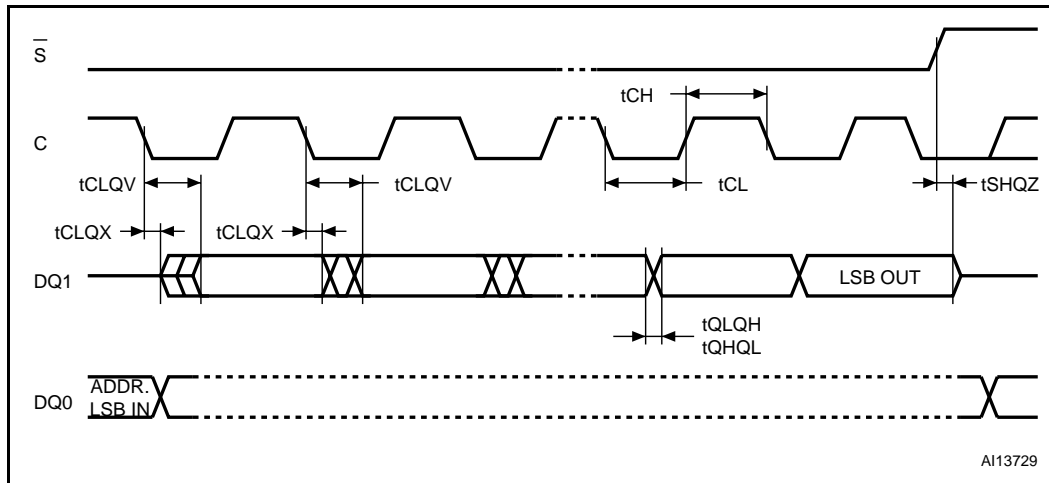 S
tCH
C
tCLQV
tCLQV
tCL
tSHQZ
tCLQX
tCLQX
DQ1
LSB OUT
tQLQH
tQHQL
ADDR.
DQ0
LSB IN
AI13729